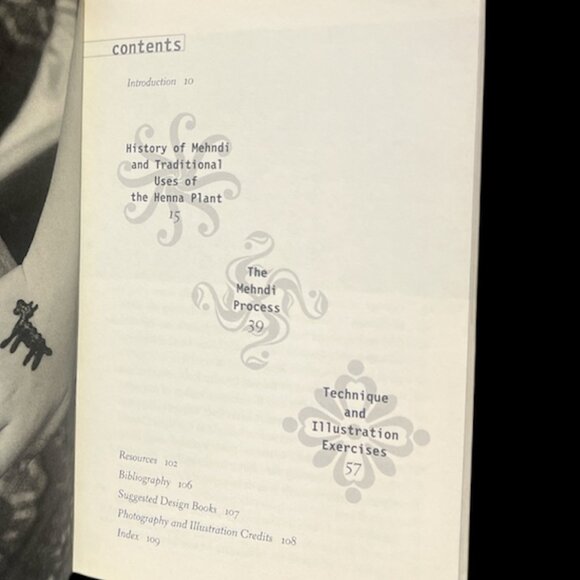 contents
Introduction 10
History of Mehndi
and Traditional
Uses of
the Henna Plant
15
The
Mehndi
Process
39
Technique
and
Illustration
Exercises
57
Resources 102
Bibliography 106
Suggested Design Books 107
Photography and Illustration Credits 108
Index 109